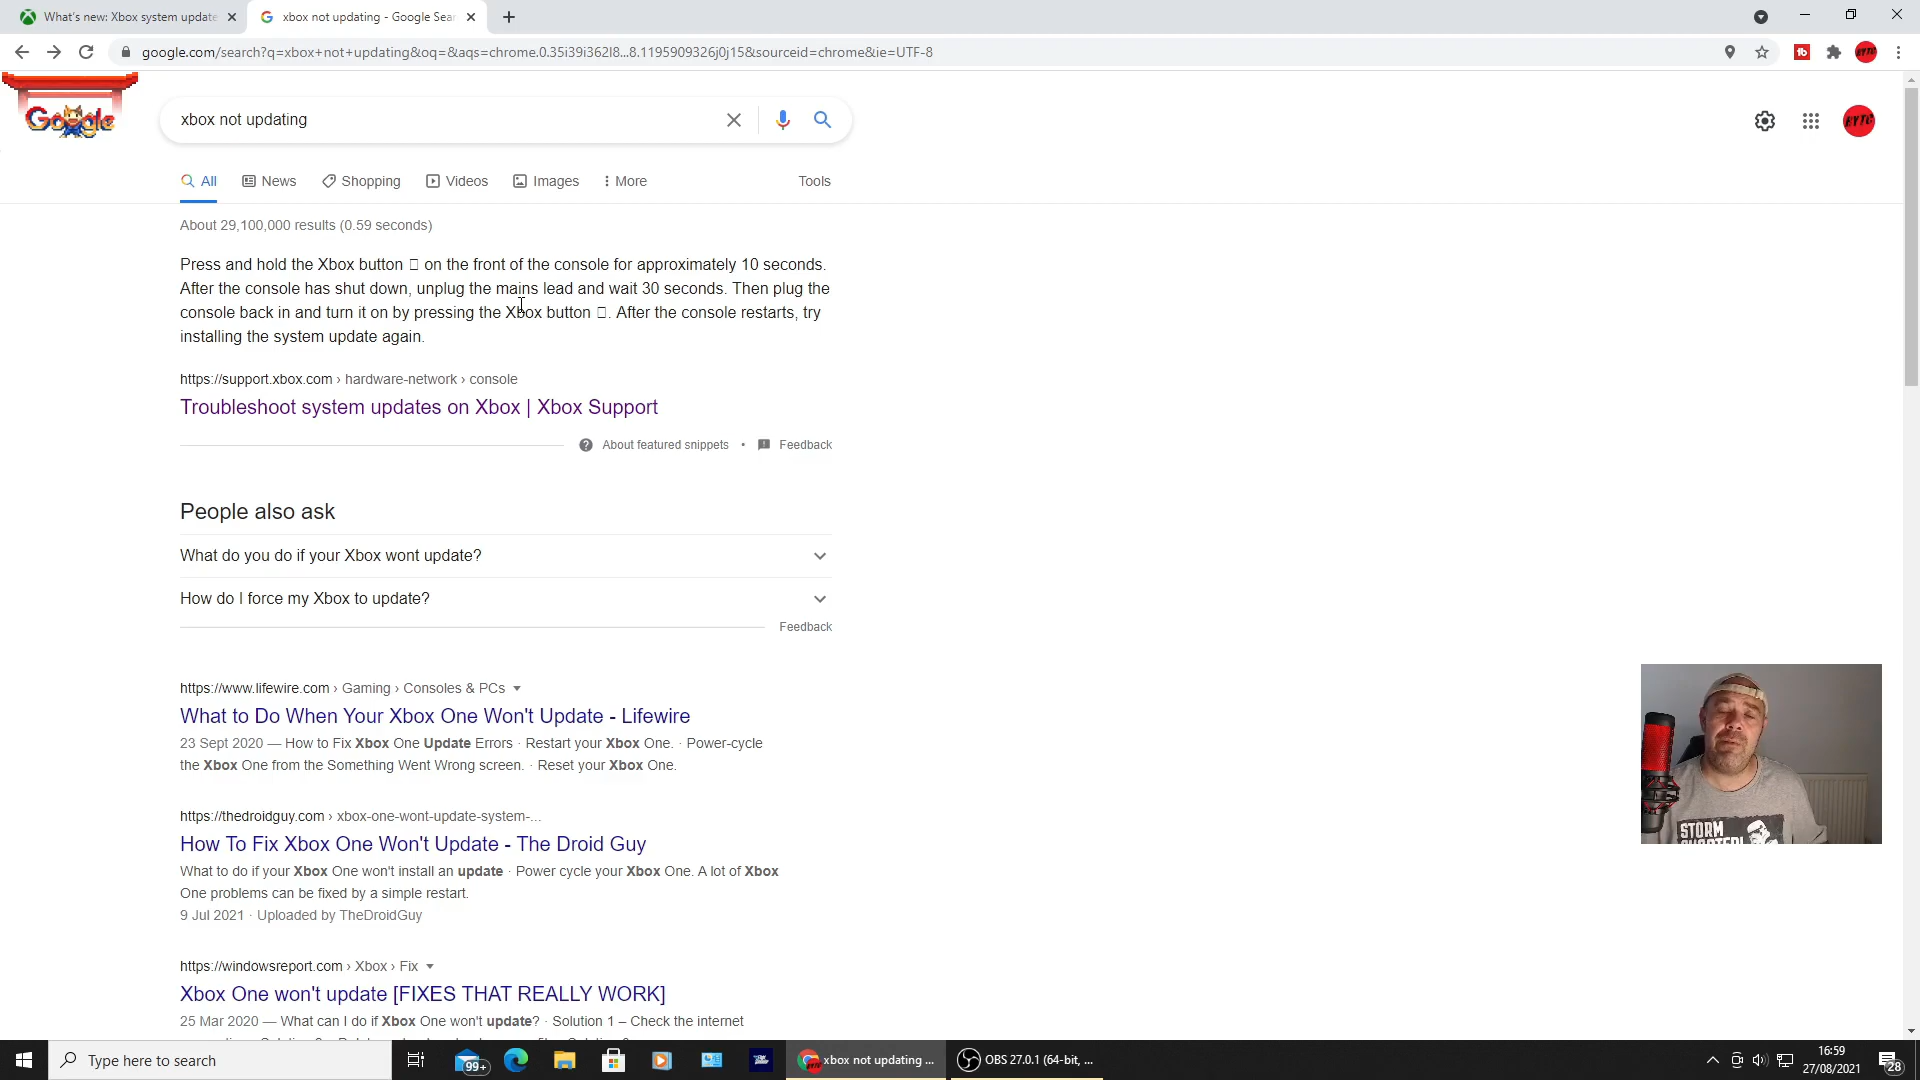 What's new: Xbox system update
xbox not updating - Google Sear
google.com/search?q=xbox+not+updating&oq=&aqs=chrome.0.35i39i362l8...8.1195909326j0j15&sourceid=chrome&ie=UTF-8
Google
xbox not updating
All News Shopping Videos Images More Tools
About 29,100,000 results (0.59 seconds)
Press and hold the Xbox button on the front of the console for approximately 10 seconds.
After the console has shut down, unplug the mains lead and wait 30 seconds. Then plug the
console back in and turn it on by pressing the Xbox button . After the console restarts, try
installing the system update again.
https://support.xbox.com › hardware-network › console
Troubleshoot system updates on Xbox | Xbox Support
About featured snippets • Feedback
People also ask
What do you do if your Xbox wont update?
How do I force my Xbox to update?
Feedback
https://www.lifewire.com › Gaming › Consoles & PCs
What to Do When Your Xbox One Won't Update - Lifewire
23 Sept 2020 — How to Fix Xbox One Update Errors · Restart your Xbox One. · Power-cycle
the Xbox One from the Something Went Wrong screen. · Reset your Xbox One.
https://thedroidguy.com › xbox-one-wont-update-system-...
How To Fix Xbox One Won't Update - The Droid Guy
What to do if your Xbox One won't install an update · Power cycle your Xbox One. A lot of Xbox
One problems can be fixed by a simple restart.
9 Jul 2021 · Uploaded by TheDroidGuy
https://windowsreport.com › Xbox › Fix
Xbox One won't update [FIXES THAT REALLY WORK]
25 Mar 2020 — What can I do if Xbox One won't update? · Solution 1 – Check the internet
STORM
Type here to search
99+
xbox not updating ...
OBS 27.0.1 (64-bit, ...
16:59
27/08/2021
28